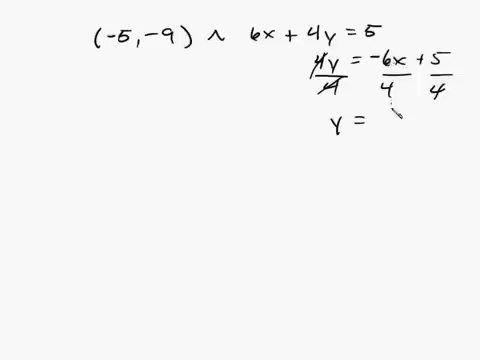 (-5, -9) ~ 6x + 4y = 5
4y/4 = -6x/4 + 5/4
y =